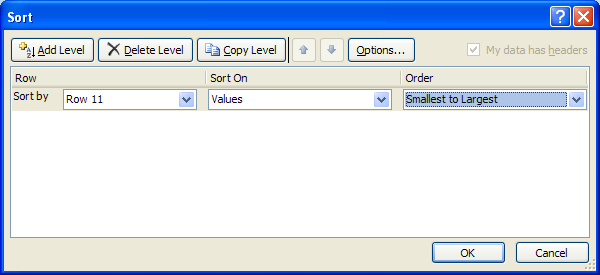 Sort
Add Level Delete Level Copy Level Options... My data has headers
Row Sort On Order
Sort by Row 11 Values Smallest to Largest
OK Cancel